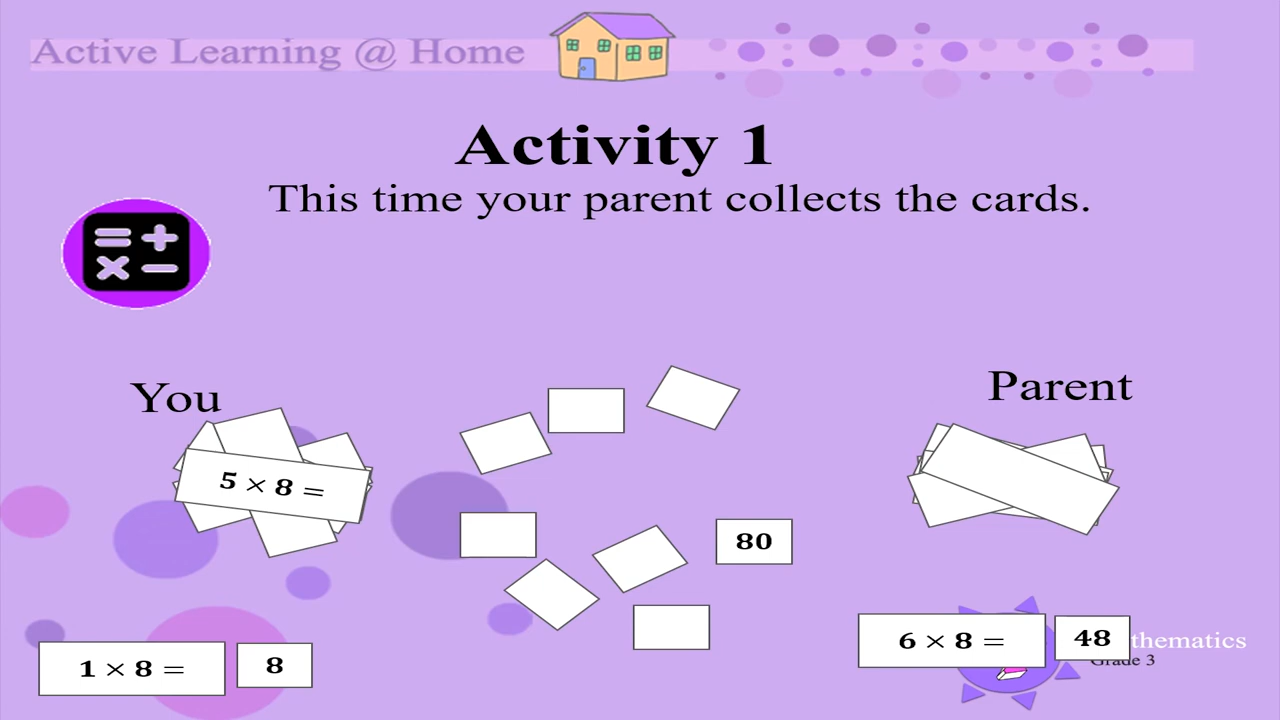 Active Learning @ Home
Activity 1
This time your parent collects the cards.
You
Parent
5 × 8 =
80
1 × 8 =
8
6 × 8 =
48
thematics
Grade 3